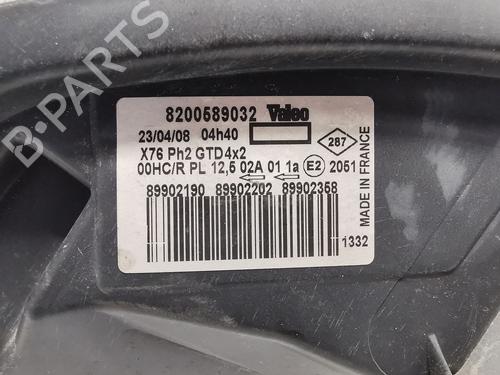 8200589032 Valeo
23/04/08 04h40
287
X76 Ph2 GTD4x2
00HC/R PL 12,5 02A 01 1a E2 2051
89902190 89902202 89902358
1332
MADE IN FRANCE
B-PARTS